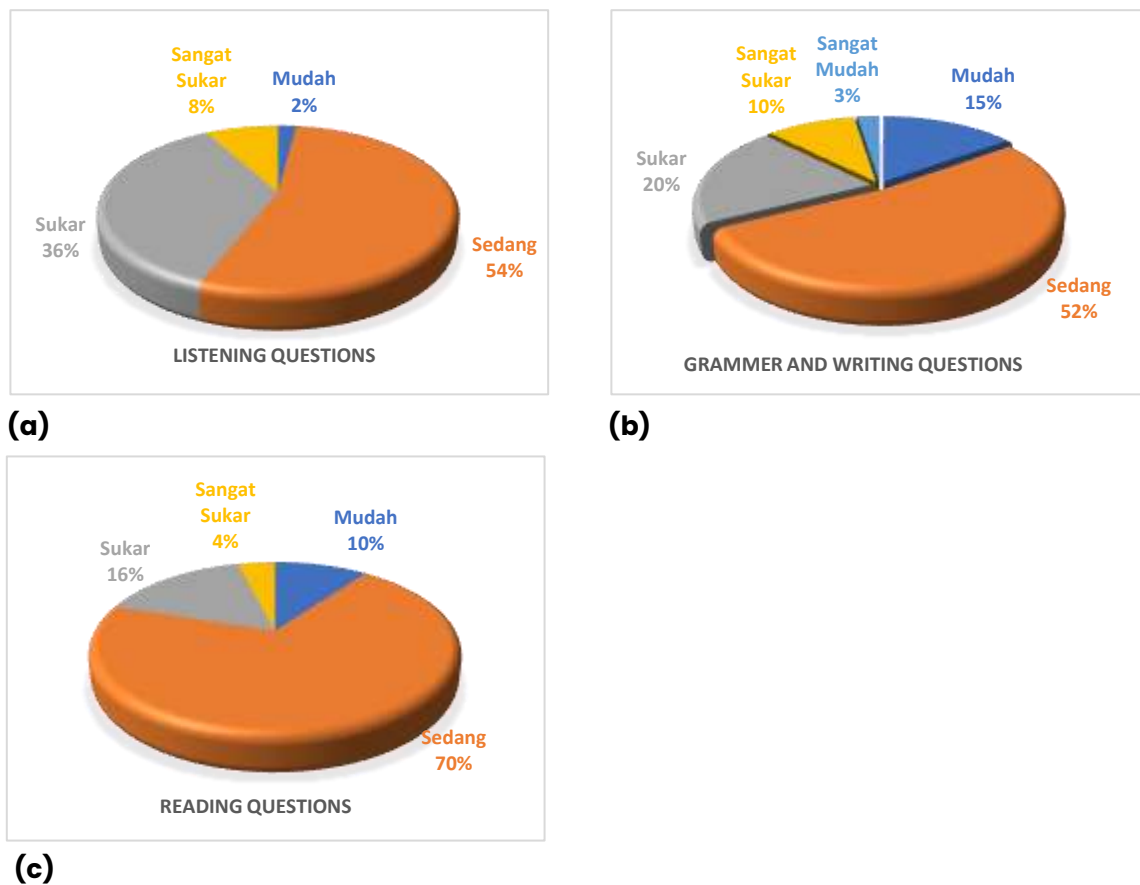 Sangat
Sukar
8%
Mudah
2%
Sukar
36%
Sedang
54%
LISTENING QUESTIONS
(a)
Sangat
Sukar
10%
Sangat
Mudah
3%
Mudah
15%
Sukar
20%
Sedang
52%
GRAMMER AND WRITING QUESTIONS
(b)
Sangat
Sukar
4%
Mudah
10%
Sukar
16%
Sedang
70%
READING QUESTIONS
(c)